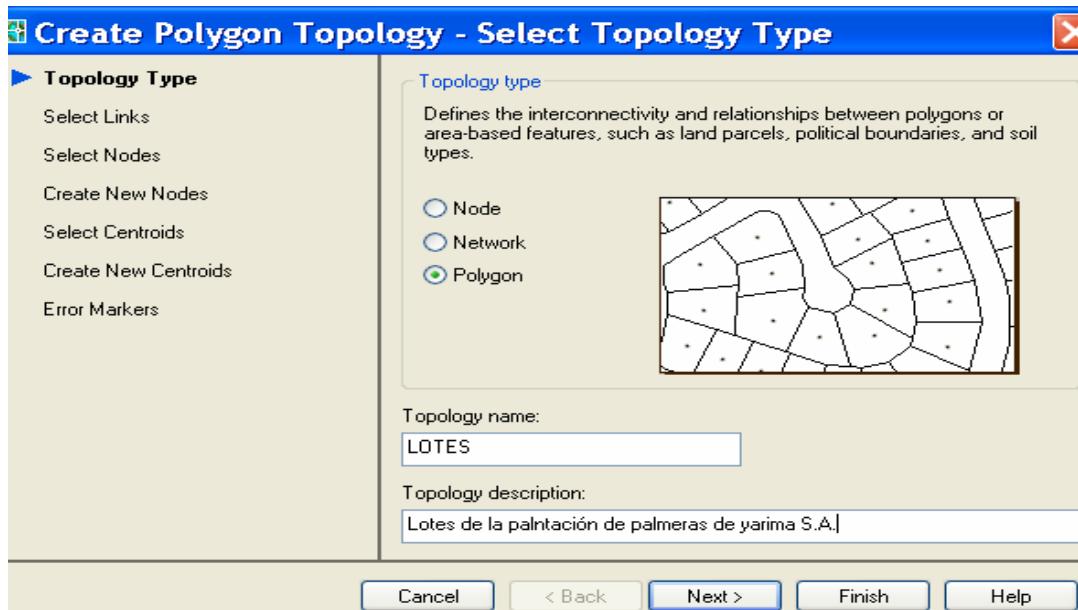 Create Polygon Topology - Select Topology Type
Topology Type
Select Links
Select Nodes
Create New Nodes
Select Centroids
Create New Centroids
Error Markers
Topology type
Defines the interconnectivity and relationships between polygons or
area-based features, such as land parcels, political boundaries, and soil
types.
Node
Network
Polygon
Topology name:
LOTES
Topology description:
Lotes de la palntación de palmeras de yarima S.A.
Cancel
< Back
Next >
Finish
Help